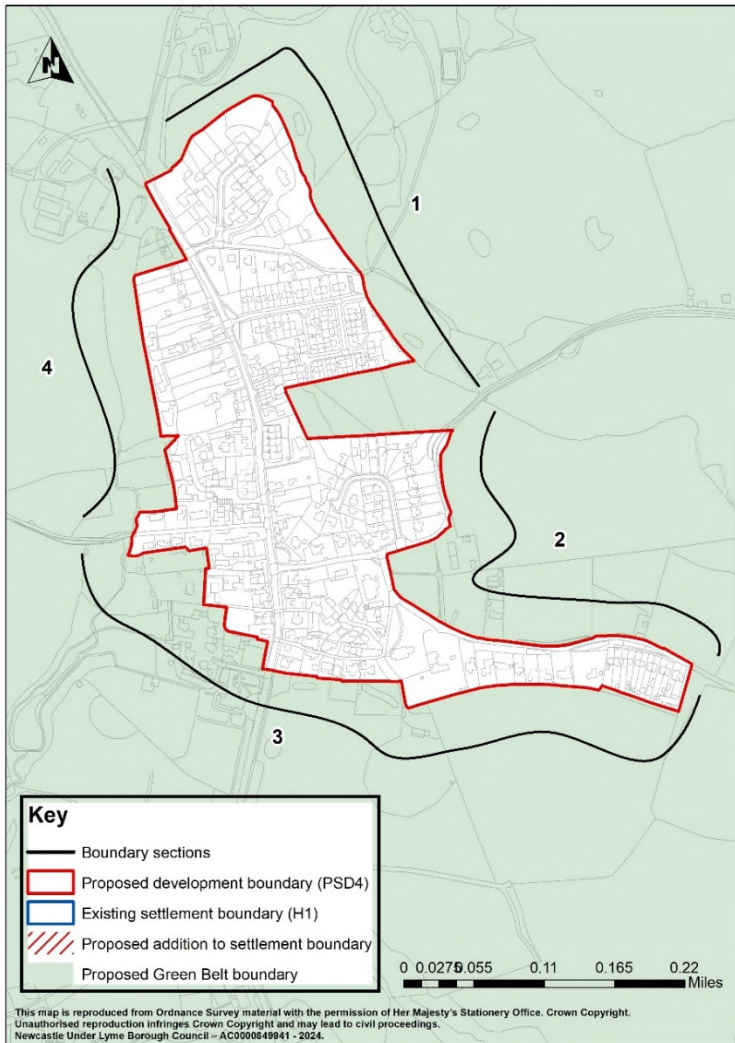 N
1
4
2
3
Key
Boundary sections
Proposed development boundary (PSD4)
Existing settlement boundary (H1)
Proposed addition to settlement boundary
Proposed Green Belt boundary
0 0.0275 0.055 0.11 0.165 0.22
Miles
This map is reproduced from Ordnance Survey material with the permission of Her Majesty's Stationery Office. Crown Copyright.
Unauthorised reproduction infringes Crown Copyright and may lead to civil proceedings.
Newcastle Under Lyme Borough Council – AC0000849941 - 2024.